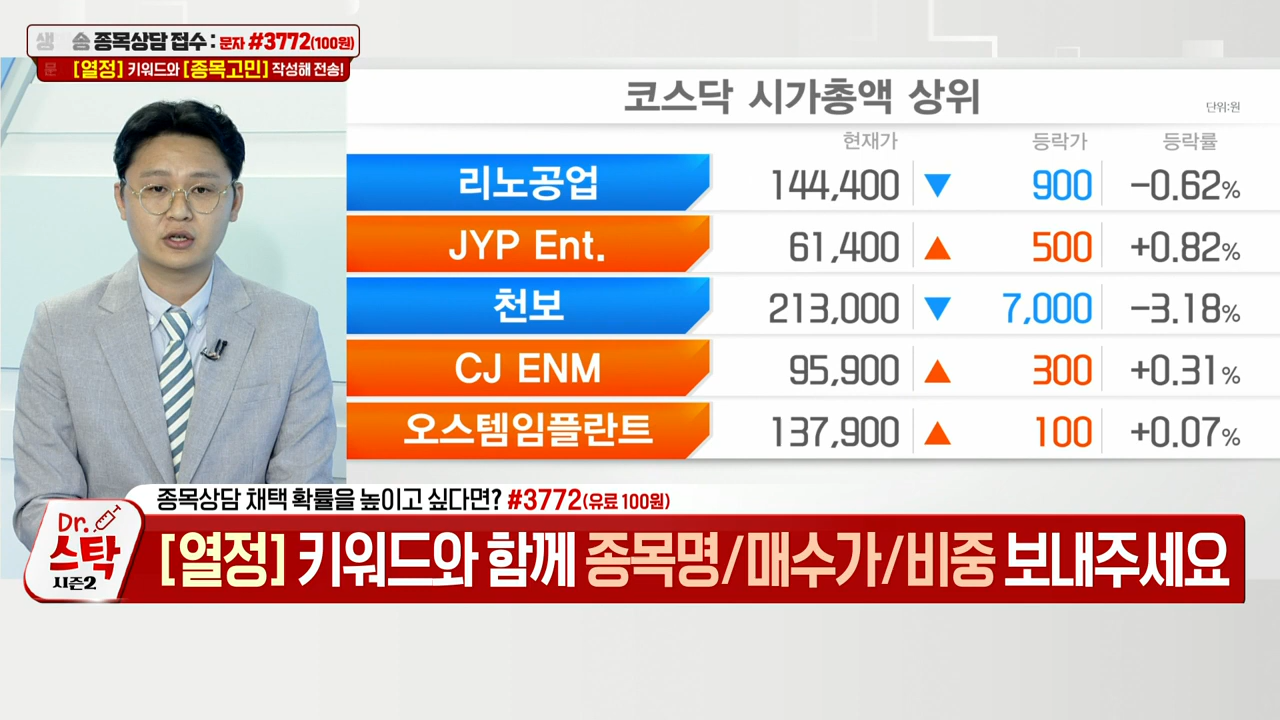 생 송 종목상담 접수 : 문자 #3772(100원)
문 [열정] 키워드와 [종목고민] 작성해 전송!
코스닥 시가총액 상위
단위:원
현재가 등락가 등락률
리노공업 144,400 ▼ 900 -0.62%
JYP Ent. 61,400 ▲ 500 +0.82%
천보 213,000 ▼ 7,000 -3.18%
CJ ENM 95,900 ▲ 300 +0.31%
오스템임플란트 137,900 ▲ 100 +0.07%
종목상담 채택 확률을 높이고 싶다면? #3772(유료 100원)
Dr.
스탁
시즌2
[열정] 키워드와 함께 종목명/매수가/비중 보내주세요